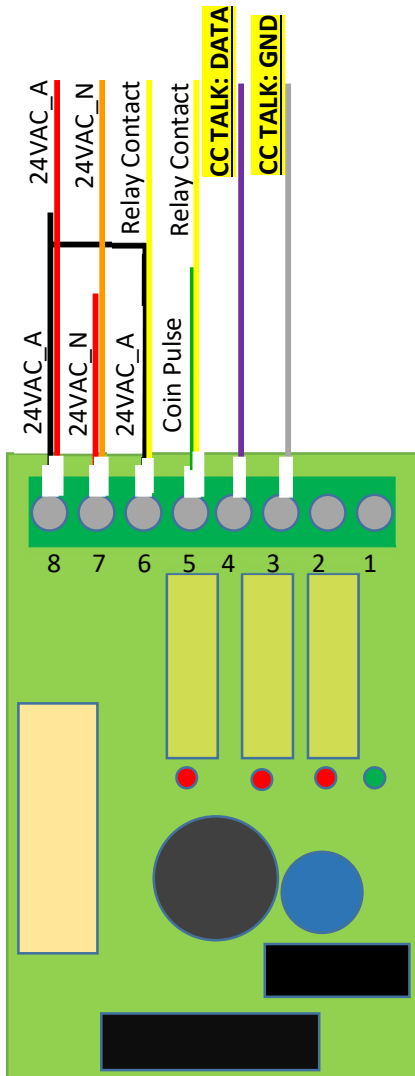 24VAC_A
24VAC_N
Relay Contact
Relay Contact
CC TALK: DATA
CC TALK: GND
24VAC_A
24VAC_N
24VAC_A
Coin Pulse
8 7 6 5 4 3 2 1